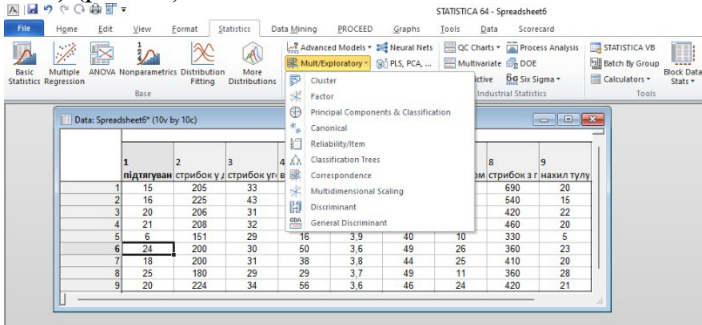 STATISTICA 64 - Spreadsheet6
File Home Edit View Format Statistics Data Mining PROCEED Graphs Tools Data Scorecard
Basic Statistics Multiple Regression ANOVA Nonparametrics Distribution Fitting More Distributions
Advanced Models Neural Nets QC Charts Process Analysis STATISTICA VB
Mult/Exploratory PLS, PCA, ... Multivariate DOE Batch By Group
Six Sigma Calculators Block Data Stats
Base Industrial Statistics Tools
Cluster
Factor
Principal Components & Classification
Canonical
Reliability/Item
Classification Trees
Correspondence
Multidimensional Scaling
Discriminant
General Discriminant
Data: Spreadsheet6* (10v by 10c)
1 2 3 4 8 9
підтягуван стрибок у д стрибок уг стрибок з г нахил тулу
1 15 205 33 690 20
2 16 225 43 540 15
3 20 206 31 420 22
4 21 208 32 460 20
5 6 151 29 16 3,9 40 10 330 5
6 24 200 30 50 3,6 49 26 360 23
7 18 200 31 38 3,8 44 25 410 20
8 25 180 29 29 3,7 49 11 360 28
9 20 224 34 56 3,6 46 24 420 21